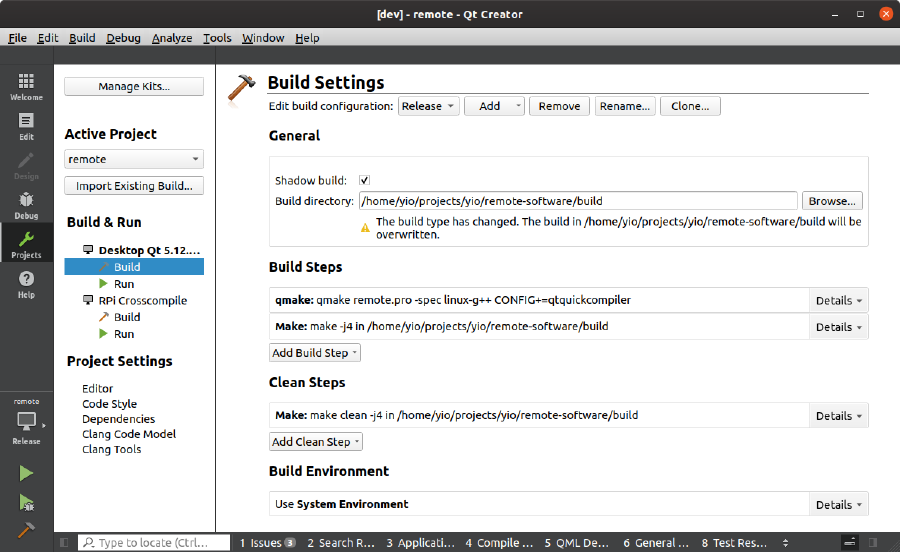 [dev] - remote - Qt Creator
File Edit Build Debug Analyze Tools Window Help
Welcome
Edit
Design
Debug
Projects
Help
remote
Release
Manage Kits...
Active Project
remote
Import Existing Build...
Build & Run
Desktop Qt 5.12....
Build
Run
RPi Crosscompile
Build
Run
Project Settings
Editor
Code Style
Dependencies
Clang Code Model
Clang Tools
Build Settings
Edit build configuration: Release Add Remove Rename... Clone...
General
Shadow build:
Build directory: /home/yio/projects/yio/remote-software/build Browse...
The build type has changed. The build in /home/yio/projects/yio/remote-software/build will be
overwritten.
Build Steps
qmake: qmake remote.pro -spec linux-g++ CONFIG+=qtquickcompiler Details
Make: make -j4 in /home/yio/projects/yio/remote-software/build Details
Add Build Step
Clean Steps
Make: make clean -j4 in /home/yio/projects/yio/remote-software/build Details
Add Clean Step
Build Environment
Use System Environment Details
Type to locate (Ctrl... 1 Issues 3 2 Search R... 3 Applicati... 4 Compile ... 5 QML De... 6 General ... 8 Test Res...